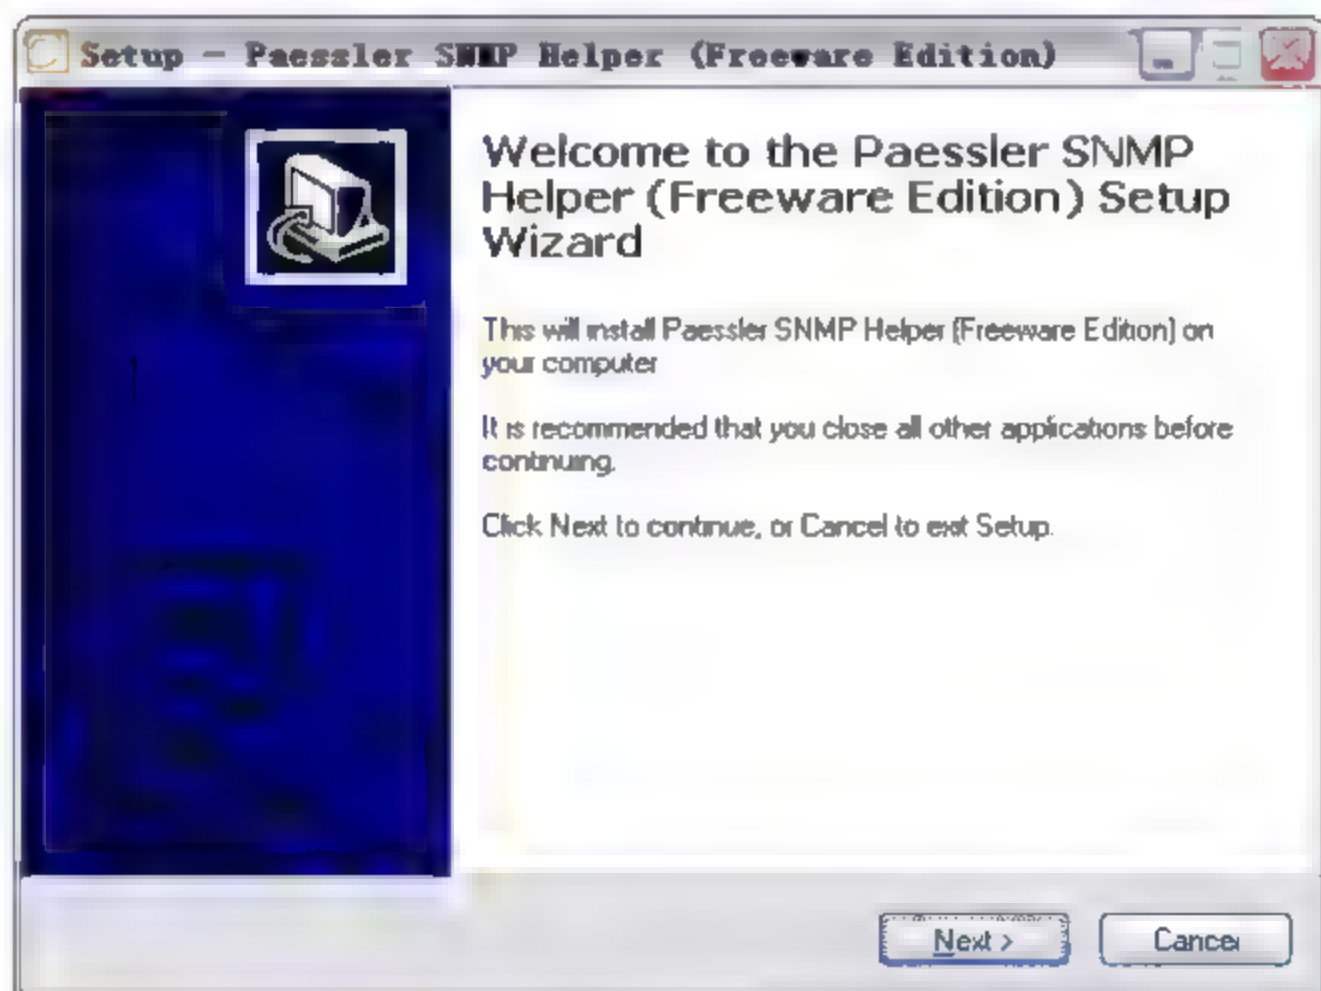 Setup - Paessler SNMP Helper (Freeware Edition)
Welcome to the Paessler SNMP
Helper (Freeware Edition) Setup
Wizard
This will install Paessler SNMP Helper (Freeware Edition) on
your computer
It is recommended that you close all other applications before
continuing.
Click Next to continue, or Cancel to exit Setup.
Next >
Cancel